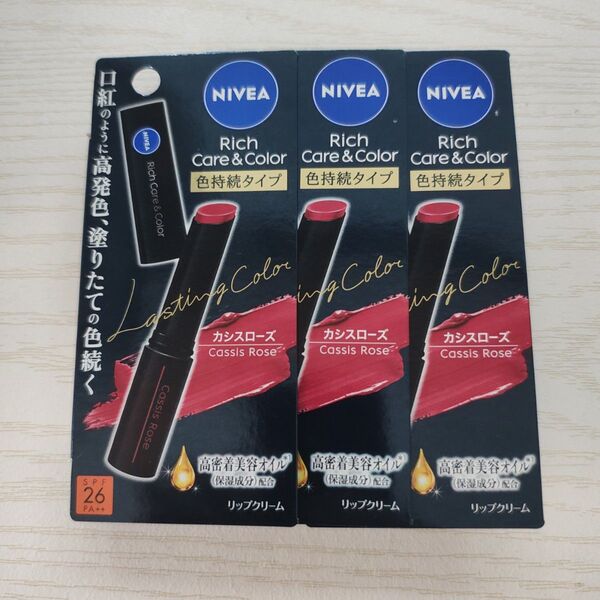 口紅のように高発色、塗りたての色続く
NIVEA
Rich Care & Color
NIVEA
Rich
Care & Color
色持続タイプ
Lasting Color
カシスローズ
Cassis Rose
Cassis Rose
高密着美容オイル*
(保湿成分)配合
SPF
26
PA++
リップクリーム
NIVEA
Rich
Care & Color
色持続タイプ
ng Color
カシスローズ
Cassis Rose
高密着美容オイル*
(保湿成分)配合
リップクリーム
NIVEA
Rich
Care & Color
色持続タイプ
ng Color
カシスローズ
Cassis Rose
高密着美容オイル*
(保湿成分)配合
リップクリーム